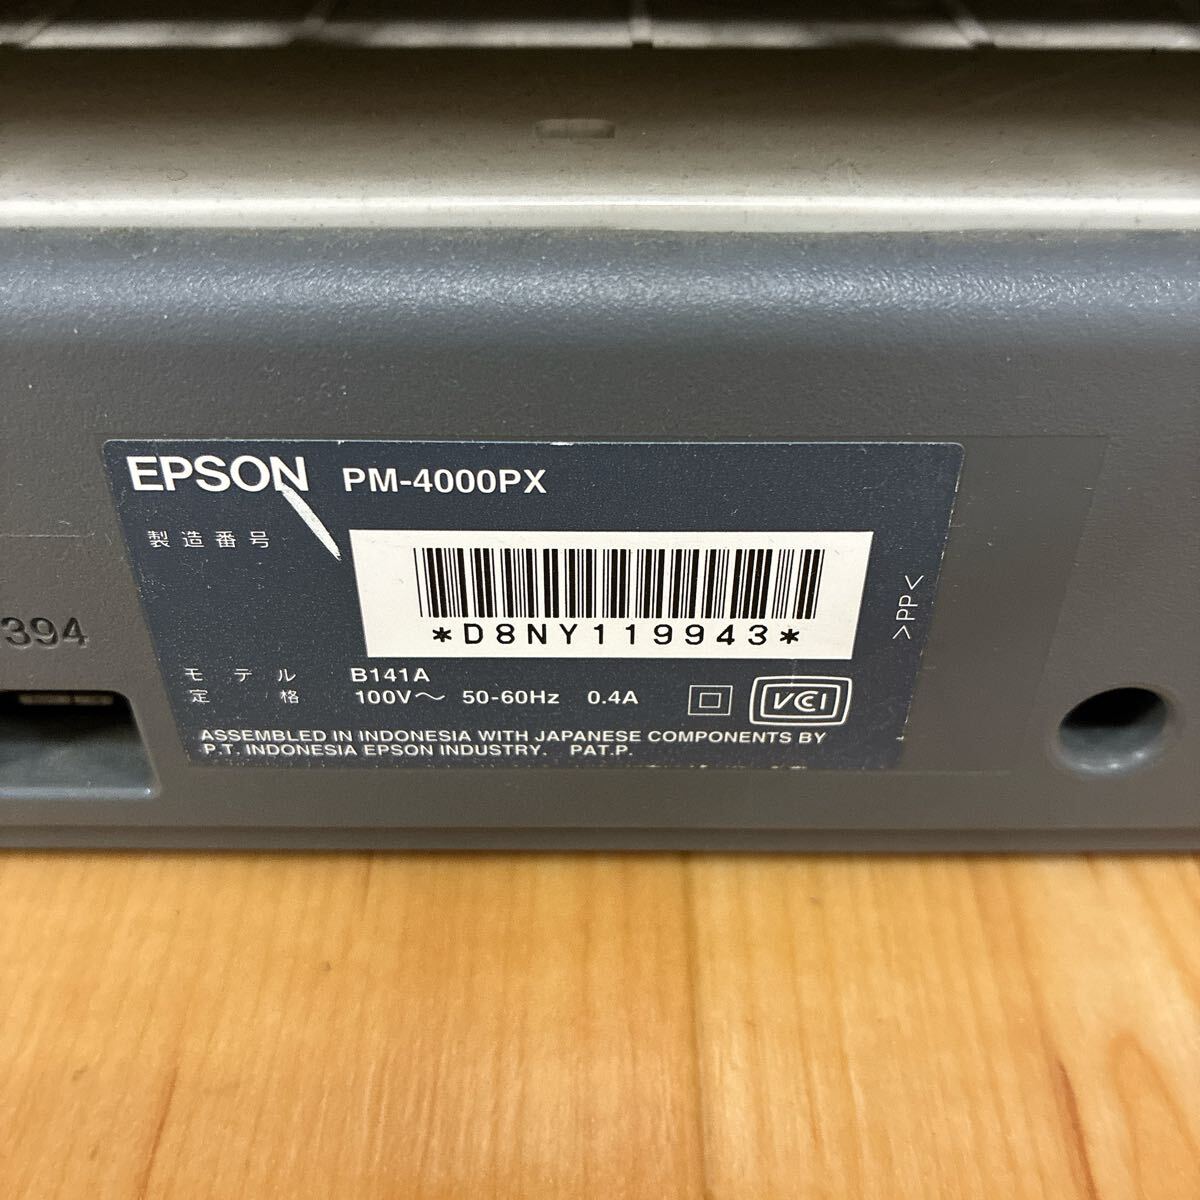 EPSON PM-4000PX
製造番号
*D8NY119943*
394
モデル B141A
定格 100V～ 50-60Hz 0.4A
VCCI
ASSEMBLED IN INDONESIA WITH JAPANESE COMPONENTS BY
P.T. INDONESIA EPSON INDUSTRY. PAT.P.
>PP<